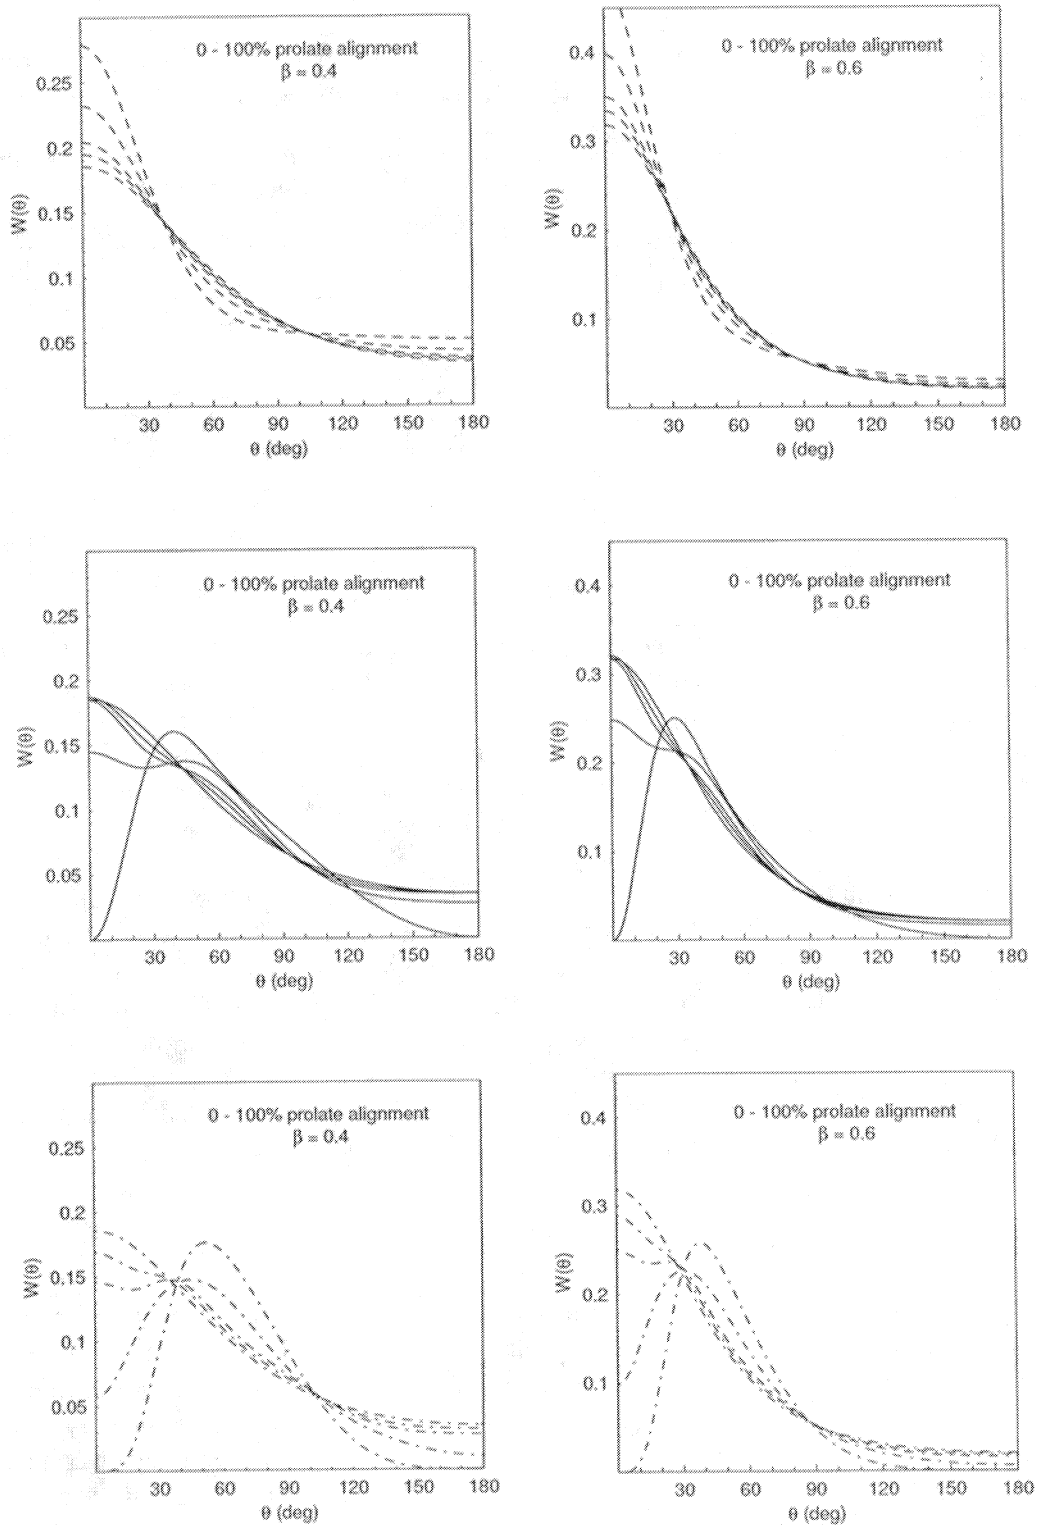 0 - 100% prolate alignment
β = 0.4
W(θ)
0.25
0.2
0.15
0.1
0.05
30 60 90 120 150 180
θ (deg)
0 - 100% prolate alignment
β = 0.6
W(θ)
0.4
0.3
0.2
0.1
30 60 90 120 150 180
θ (deg)
0 - 100% prolate alignment
β = 0.4
W(θ)
0.25
0.2
0.15
0.1
0.05
30 60 90 120 150 180
θ (deg)
0 - 100% prolate alignment
β = 0.6
W(θ)
0.4
0.3
0.2
0.1
30 60 90 120 150 180
θ (deg)
0 - 100% prolate alignment
β = 0.4
W(θ)
0.25
0.2
0.15
0.1
0.05
30 60 90 120 150 180
θ (deg)
0 - 100% prolate alignment
β = 0.6
W(θ)
0.4
0.3
0.2
0.1
30 60 90 120 150 180
θ (deg)